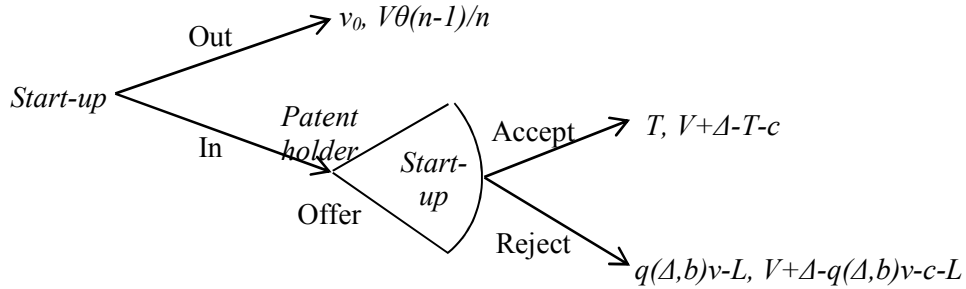 v₀, Vθ(n-1)/n
Out
Start-up
Patent
holder
In
Accept
T, V+Δ-T-c
Start-
up
Offer
Reject
q(Δ,b)v-L, V+Δ-q(Δ,b)v-c-L